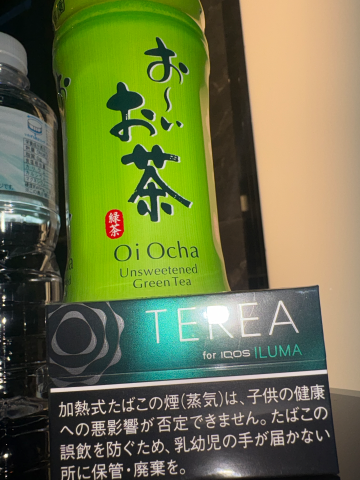 お〜い
お茶
緑茶
Oi Ocha
Unsweetened
Green Tea
TEREA
for IQOS ILUMA
加熱式たばこの煙(蒸気)は、子供の健康
への悪影響が否定できません。たばこの
誤飲を防ぐため、乳幼児の手が届かない
所に保管・廃棄を。